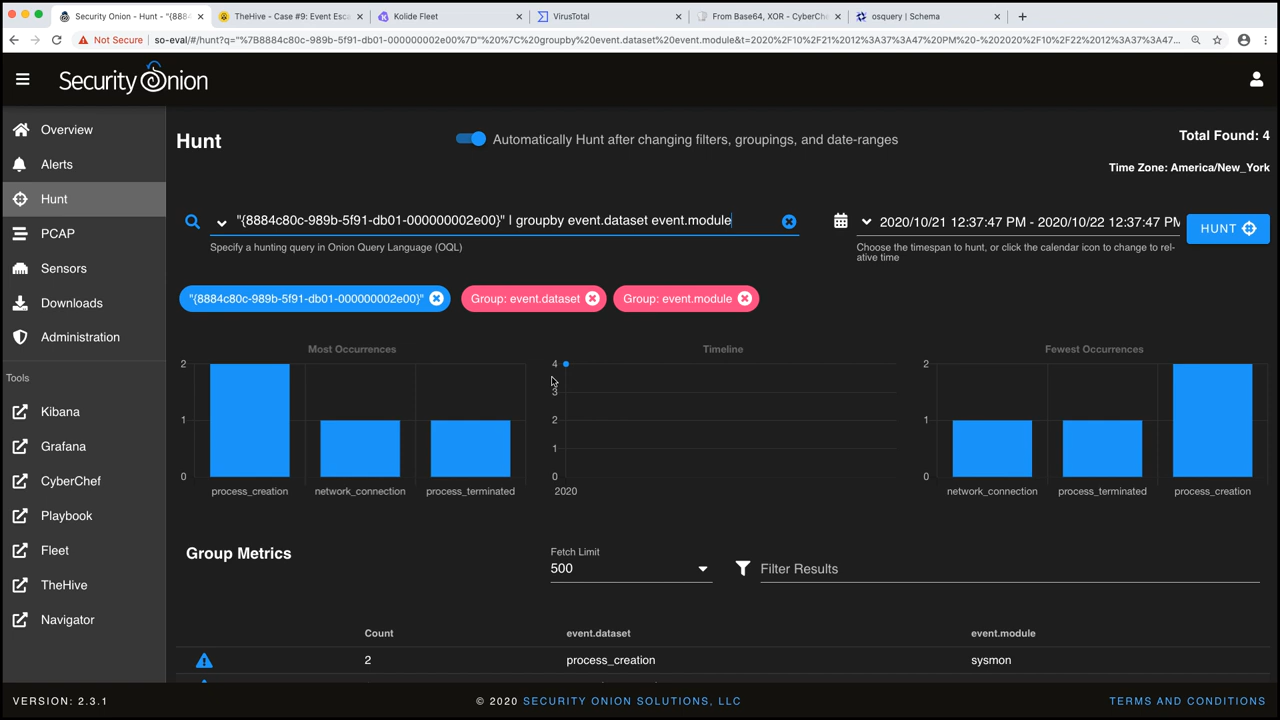 Security Onion - Hunt - "{888
TheHive - Case #9: Event Esca
Kolide Fleet
VirusTotal
From Base64, XOR - CyberChe
osquery | Schema
Not Secure
so-eval/#/hunt?q="%7B8884c80c-989b-5f91-db01-000000002e00%7D"%20%7C%20groupby%20event.dataset%20event.module&t=2020%2F10%2F21%2012%3A37%3A47%20PM%20-%202020%2F10%2F22%2012%3A37%3A47...
Security Onion
Overview
Alerts
Hunt
PCAP
Sensors
Downloads
Administration
Tools
Kibana
Grafana
CyberChef
Playbook
Fleet
TheHive
Navigator
Hunt
Automatically Hunt after changing filters, groupings, and date-ranges
Total Found: 4
Time Zone: America/New_York
"{8884c80c-989b-5f91-db01-000000002e00}" | groupby event.dataset event.module
Specify a hunting query in Onion Query Language (OQL)
2020/10/21 12:37:47 PM - 2020/10/22 12:37:47 PM
Choose the timespan to hunt, or click the calendar icon to change to rel-
ative time
HUNT
"{8884c80c-989b-5f91-db01-000000002e00}"
Group: event.dataset
Group: event.module
Most Occurrences
2
1
0
process_creation
network_connection
process_terminated
Timeline
4
3
2
1
0
2020
Fewest Occurrences
2
1
0
network_connection
process_terminated
process_creation
Group Metrics
Fetch Limit
500
Filter Results
Count
event.dataset
event.module
2
process_creation
sysmon
VERSION: 2.3.1
© 2020 SECURITY ONION SOLUTIONS, LLC
TERMS AND CONDITIONS